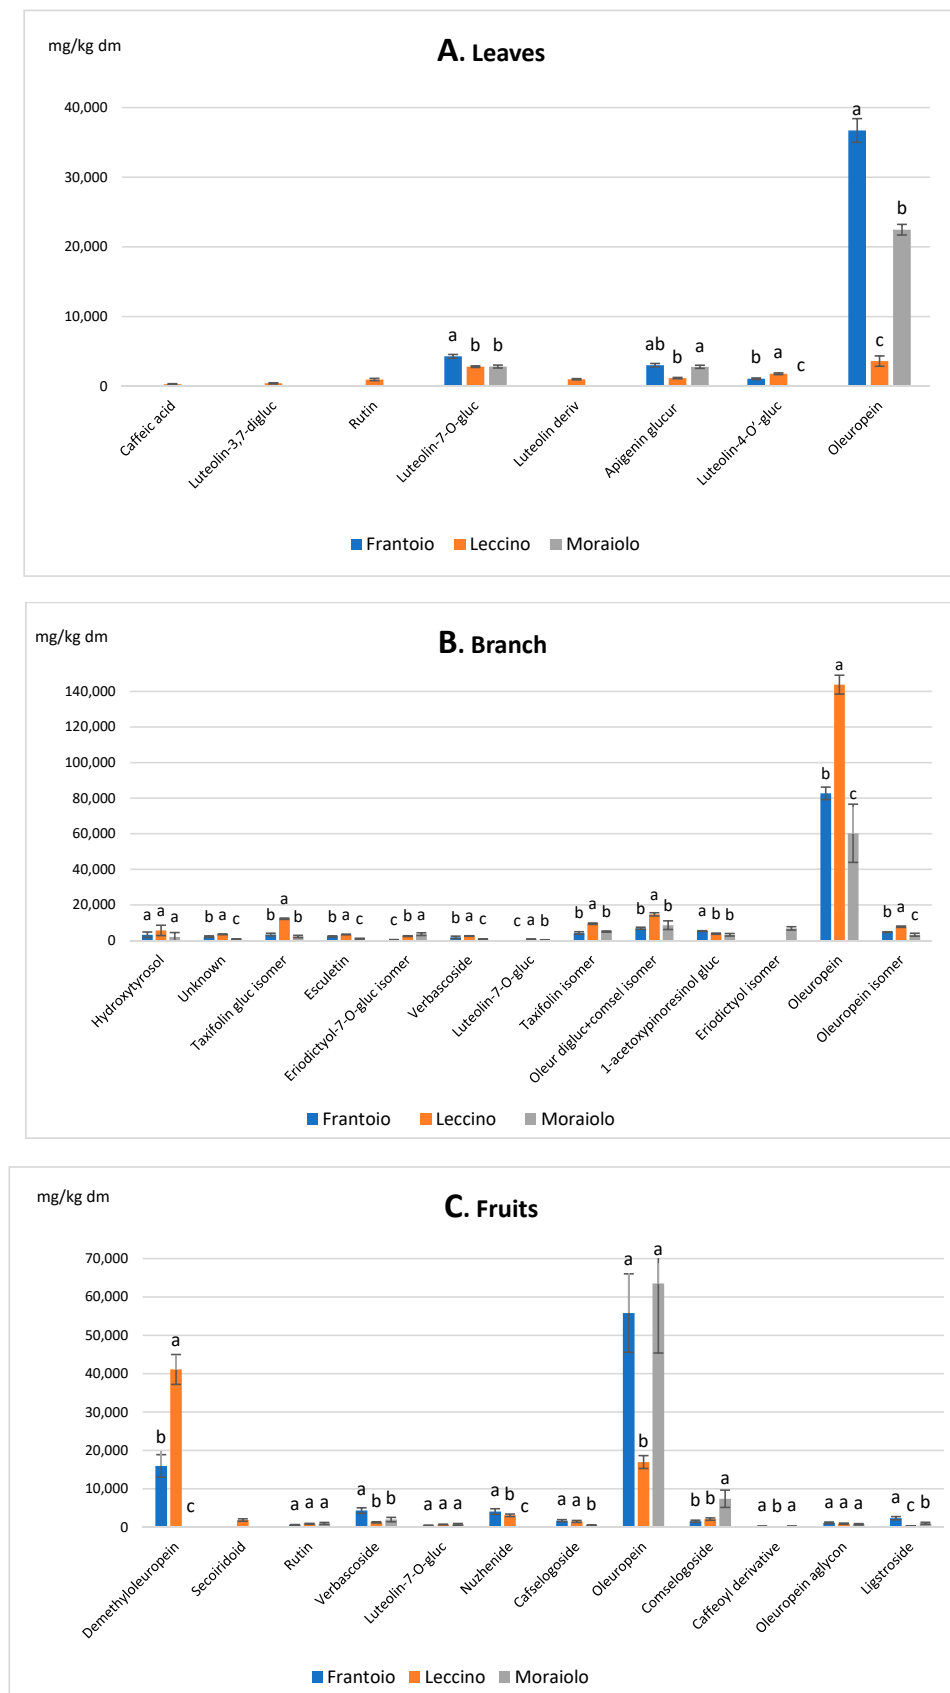 mg/kg dm
A. Leaves
40,000
30,000
20,000
10,000
0
a b b ab b a b a c a c b
Caffeic acid
Luteolin-3,7-digluc
Rutin
Luteolin-7-O-gluc
Luteolin deriv
Apigenin glucur
Luteolin-4-O'-gluc
Oleuropein
Frantoio Leccino Moraiolo
mg/kg dm
B. Branch
140,000
120,000
100,000
80,000
60,000
40,000
20,000
0
a a a b a c b a b b a c c b a b a c c a b b a b b a b a b b b a c b a c
Hydroxytyrosol
Unknown
Taxifolin gluc isomer
Esculetin
Eriodictyol-7-O-gluc isomer
Verbascoside
Luteolin-7-O-gluc
Taxifolin isomer
Oleur digluc+comsel isomer
1-acetoxypinoresinol gluc
Eriodictyol isomer
Oleuropein
Oleuropein isomer
Frantoio Leccino Moraiolo
mg/kg dm
C. Fruits
70,000
60,000
50,000
40,000
30,000
20,000
10,000
0
b a c a a a a b b a a a a b c a a b a b a b b a a b a a a a a c b
Demethyloleuropein
Secoiridoid
Rutin
Verbascoside
Luteolin-7-O-gluc
Nuzhenide
Cafselogoside
Oleuropein
Comselogoside
Caffeoyl derivative
Oleuropein aglycon
Ligstroside
Frantoio Leccino Moraiolo